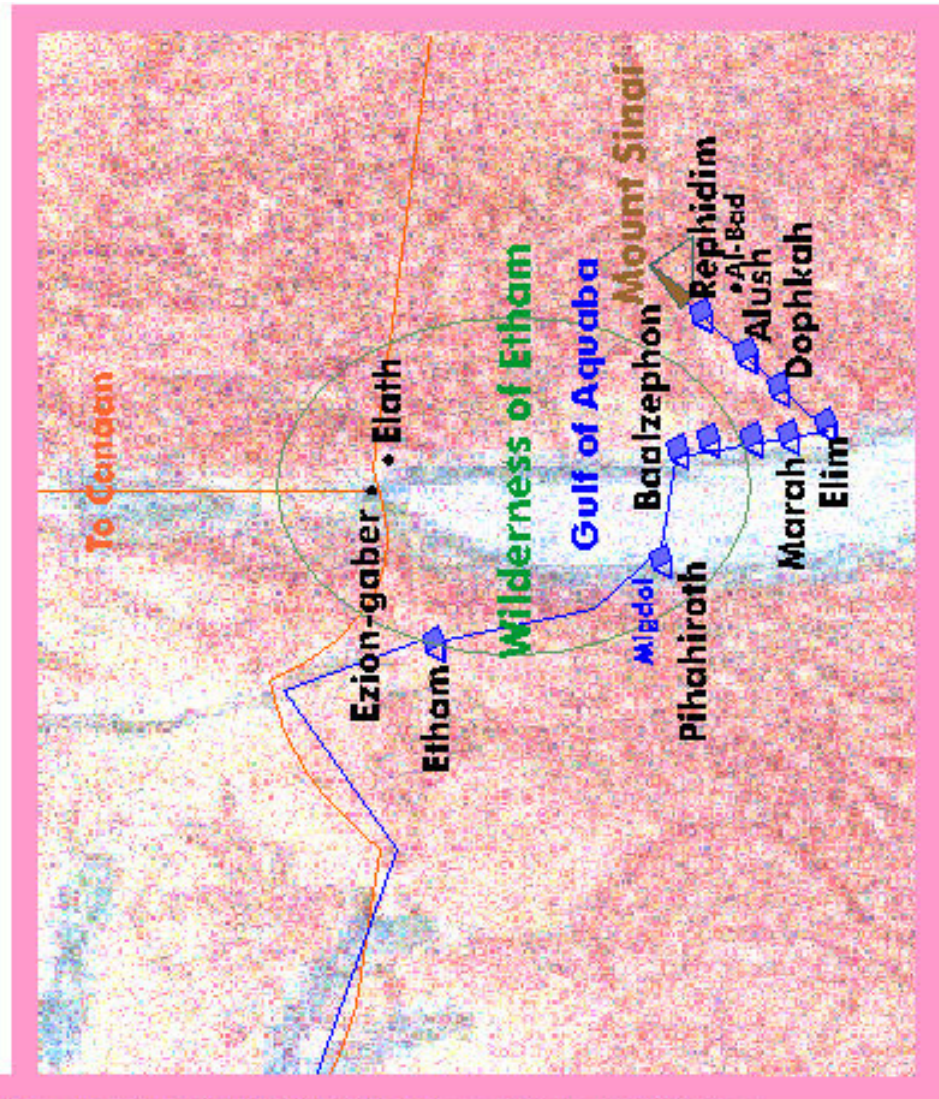 To Canaan
Elath
Ezion-gaber
Etham
Wilderness of Etham
Gulf of Aquaba
Mount Sinai
Baalzephon
Migdol
Pihahiroth
Rephidim
Al-Bad
Alush
Dophkah
Marah
Elim